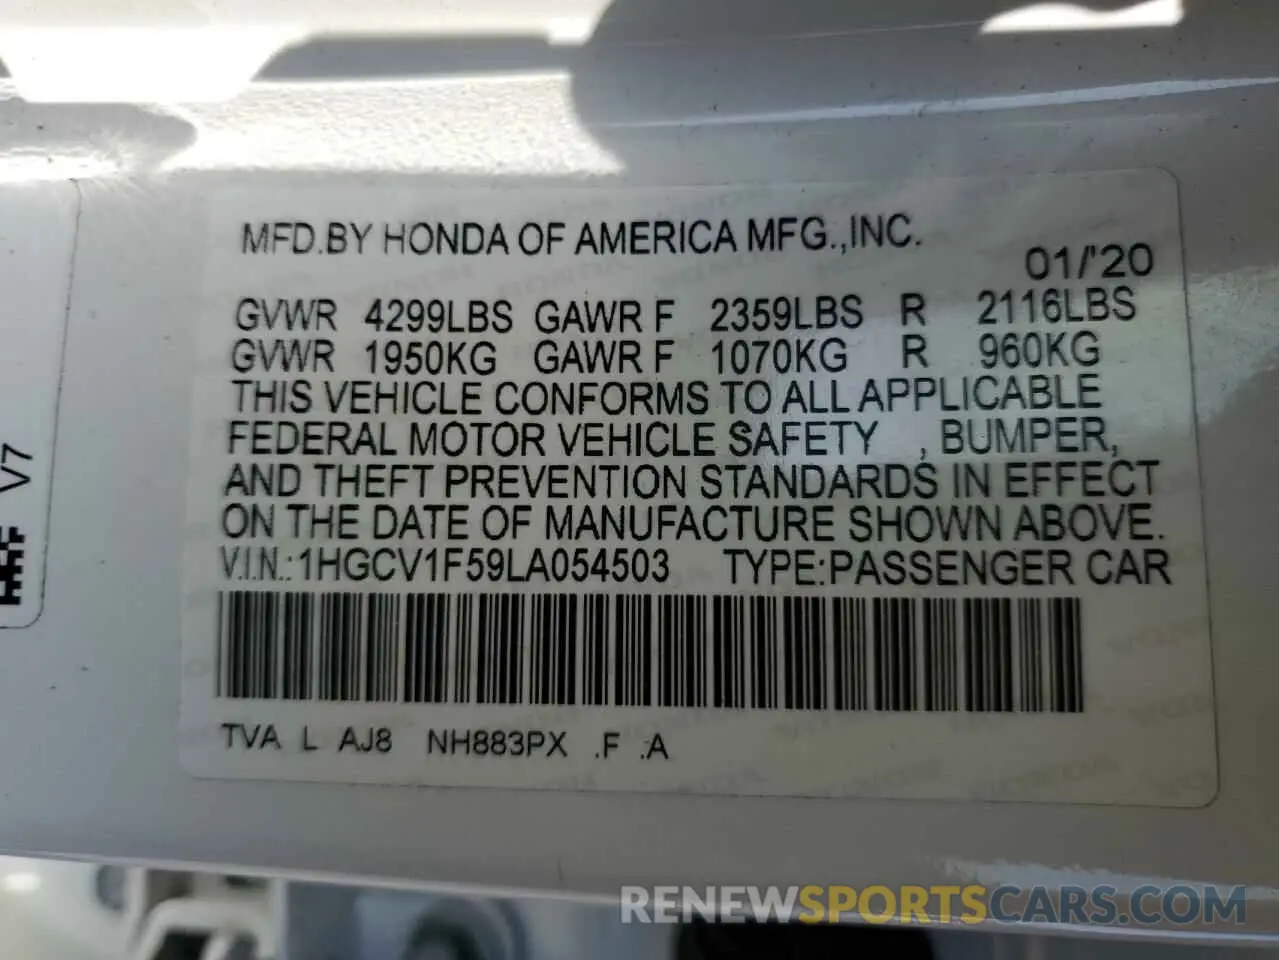 MFD.BY HONDA OF AMERICA MFG.,INC.
01/'20
GVWR 4299LBS GAWR F 2359LBS R 2116LBS
GVWR 1950KG GAWR F 1070KG R 960KG
THIS VEHICLE CONFORMS TO ALL APPLICABLE
FEDERAL MOTOR VEHICLE SAFETY , BUMPER,
AND THEFT PREVENTION STANDARDS IN EFFECT
ON THE DATE OF MANUFACTURE SHOWN ABOVE.
V.I.N.:1HGCV1F59LA054503 TYPE:PASSENGER CAR
TVA L AJ8 NH883PX .F .A
V7
RENEWSPORTSCARS.COM